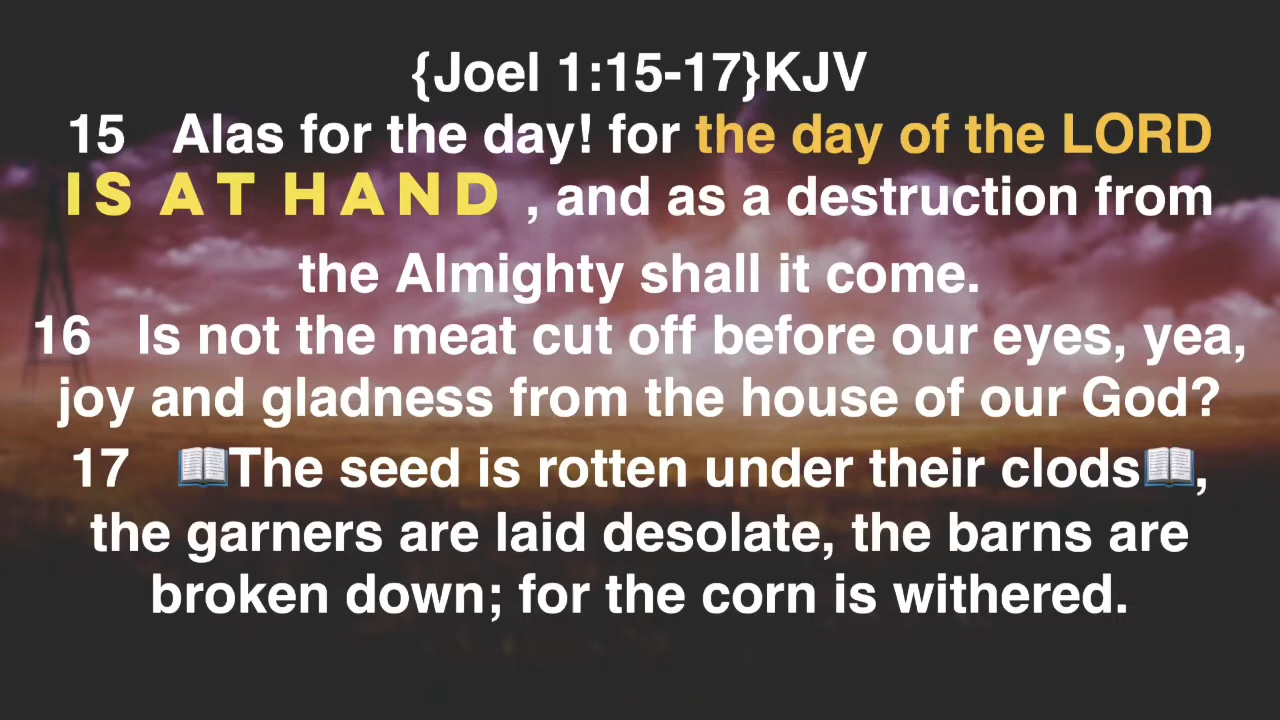 {Joel 1:15-17}KJV
15 Alas for the day! for the day of the LORD
IS AT HAND , and as a destruction from
the Almighty shall it come.
16 Is not the meat cut off before our eyes, yea,
joy and gladness from the house of our God?
17 📖The seed is rotten under their clods📖,
the garners are laid desolate, the barns are
broken down; for the corn is withered.